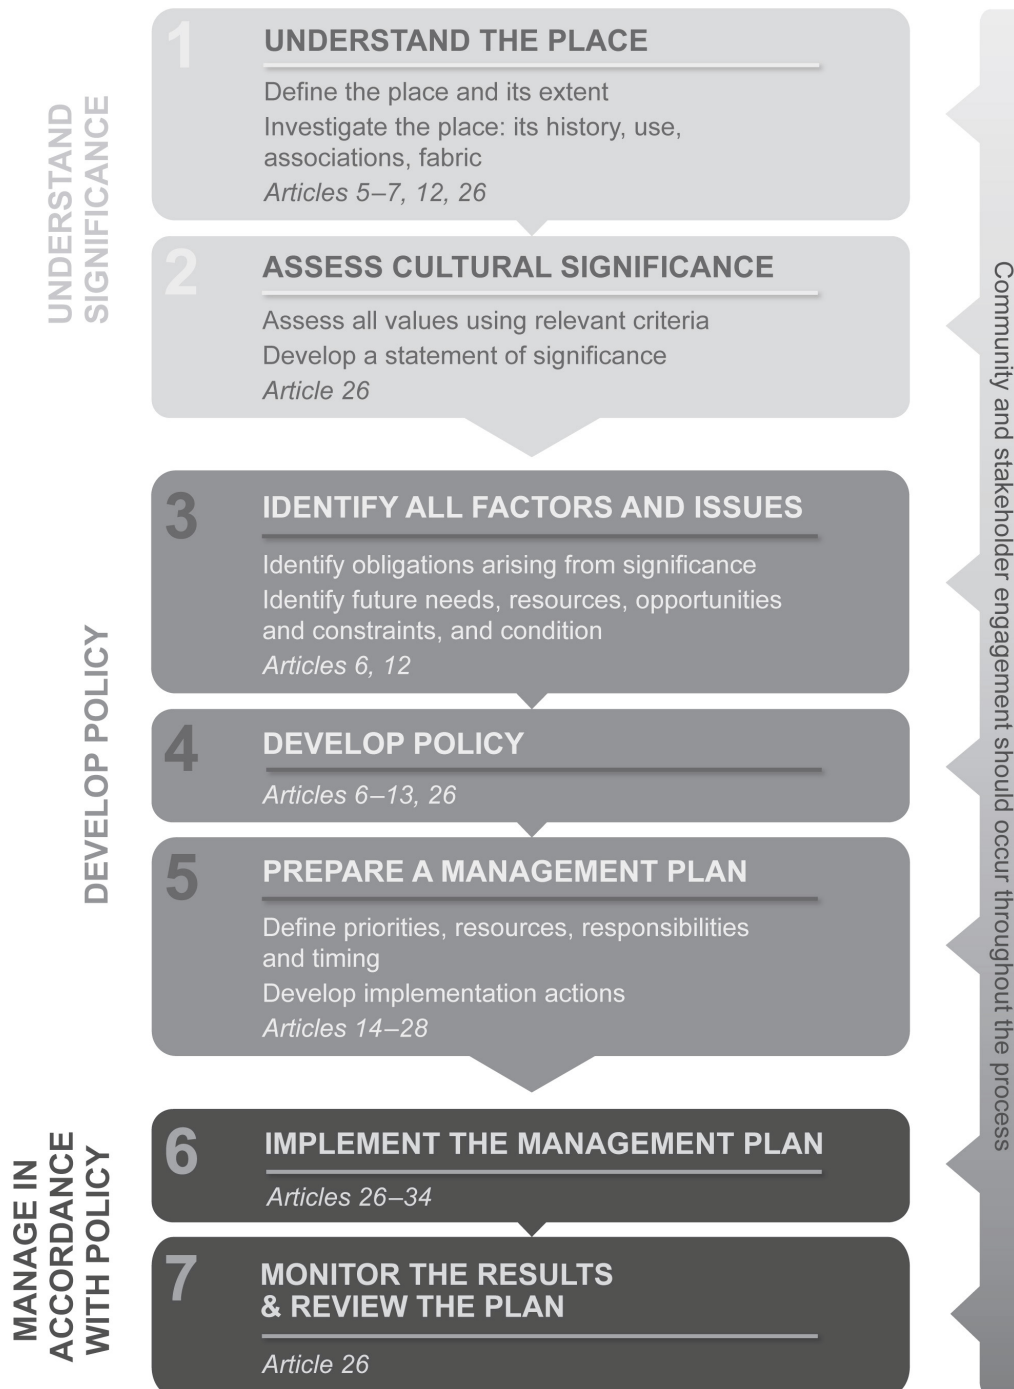 UNDERSTAND
SIGNIFICANCE
1
UNDERSTAND THE PLACE
Define the place and its extent
Investigate the place: its history, use,
associations, fabric
Articles 5–7, 12, 26
2
ASSESS CULTURAL SIGNIFICANCE
Assess all values using relevant criteria
Develop a statement of significance
Article 26
DEVELOP POLICY
3
IDENTIFY ALL FACTORS AND ISSUES
Identify obligations arising from significance
Identify future needs, resources, opportunities
and constraints, and condition
Articles 6, 12
4
DEVELOP POLICY
Articles 6–13, 26
5
PREPARE A MANAGEMENT PLAN
Define priorities, resources, responsibilities
and timing
Develop implementation actions
Articles 14–28
MANAGE IN
ACCORDANCE
WITH POLICY
6
IMPLEMENT THE MANAGEMENT PLAN
Articles 26–34
7
MONITOR THE RESULTS
& REVIEW THE PLAN
Article 26
Community and stakeholder engagement should occur throughout the process